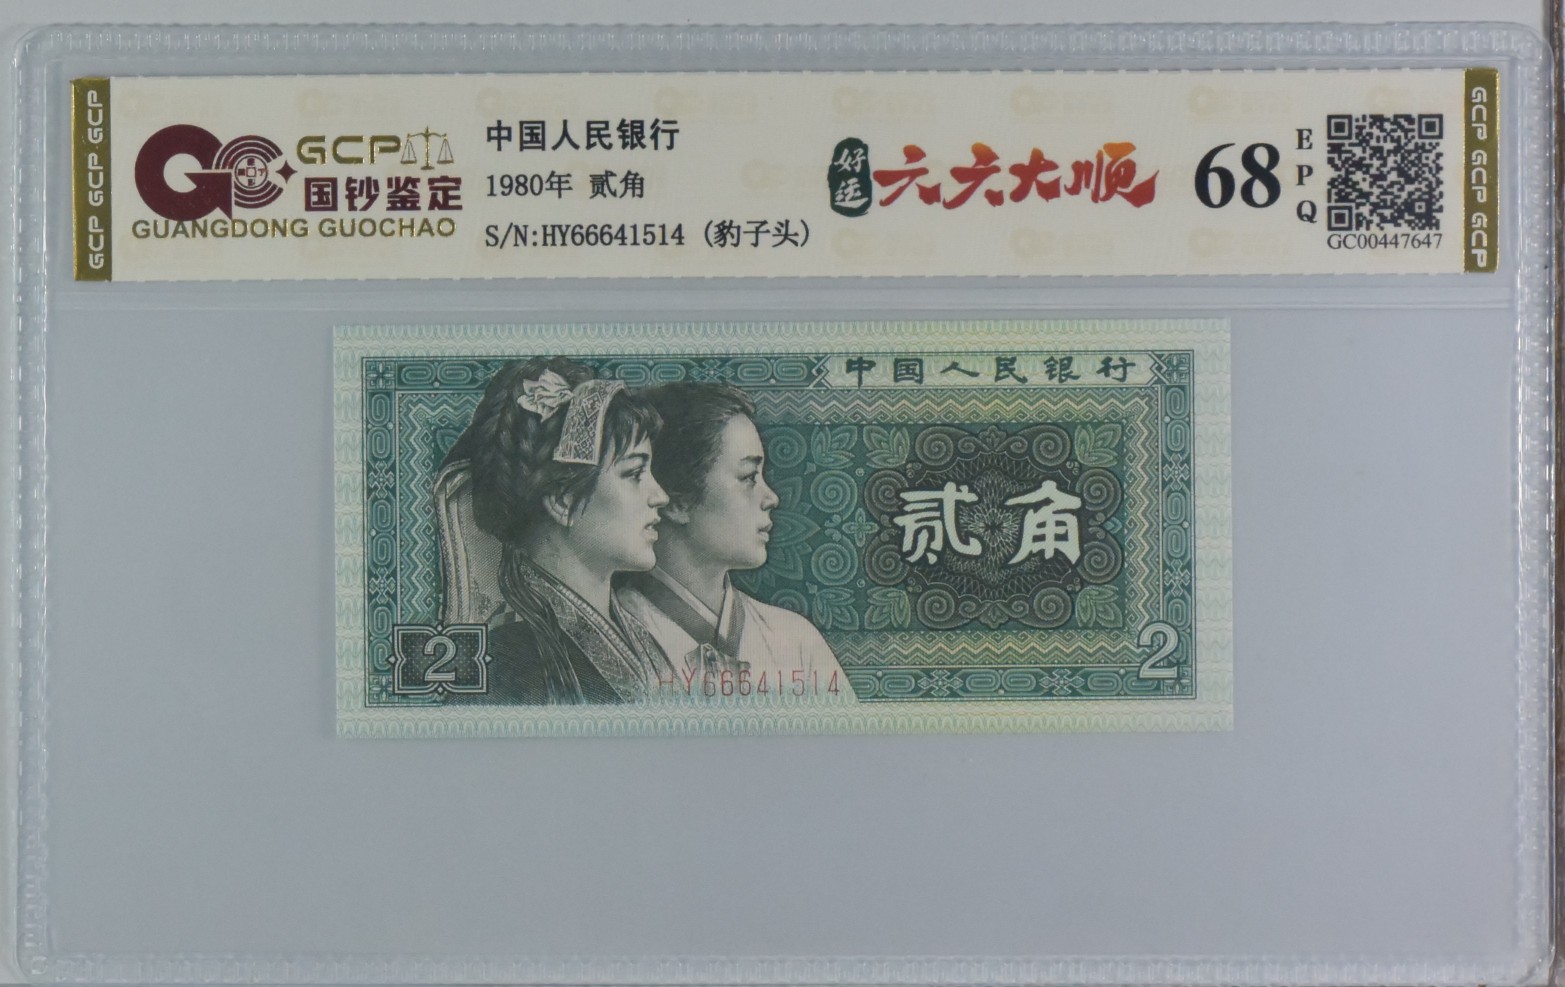 GCP GCP GCP
GCP
国钞鉴定
GUANGDONG GUOCHAO
中国人民银行
1980年 贰角
S/N:HY66641514 (豹子头)
好运
六六大顺
68
EPQ
GC00447647
GCP GCP GCP
中国人民银行
贰角
2
2
HY66641514